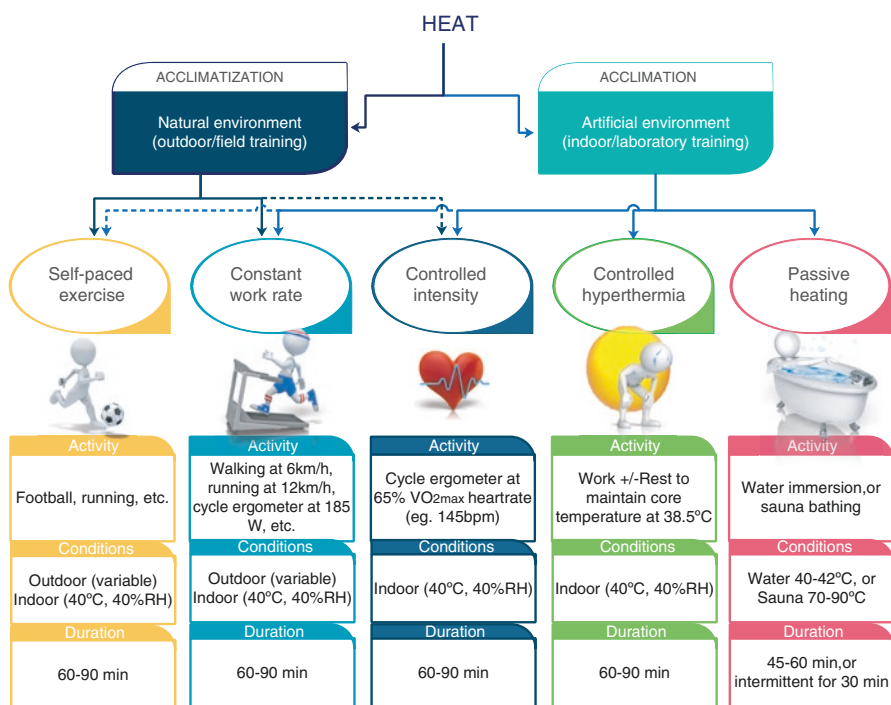 HEAT
ACCLIMATIZATION
Natural environment
(outdoor/field training)
ACCLIMATION
Artificial environment
(indoor/laboratory training)
Self-paced
exercise
Constant
work rate
Controlled
intensity
Controlled
hyperthermia
Passive
heating
Activity
Football, running, etc.
Conditions
Outdoor (variable)
Indoor (40ºC, 40%RH)
Duration
60-90 min
Activity
Walking at 6km/h,
running at 12km/h,
cycle ergometer at 185
W, etc.
Conditions
Outdoor (variable)
Indoor (40ºC, 40%RH)
Duration
60-90 min
Activity
Cycle ergometer at
65% VO2max heartrate
(eg. 145bpm)
Conditions
Indoor (40ºC, 40%RH)
Duration
60-90 min
Activity
Work +/-Rest to
maintain core
temperature at 38.5ºC
Conditions
Indoor (40ºC, 40%RH)
Duration
60-90 min
Activity
Water immersion,or
sauna bathing
Conditions
Water 40-42ºC, or
Sauna 70-90ºC
Duration
45-60 min,or
intermittent for 30 min